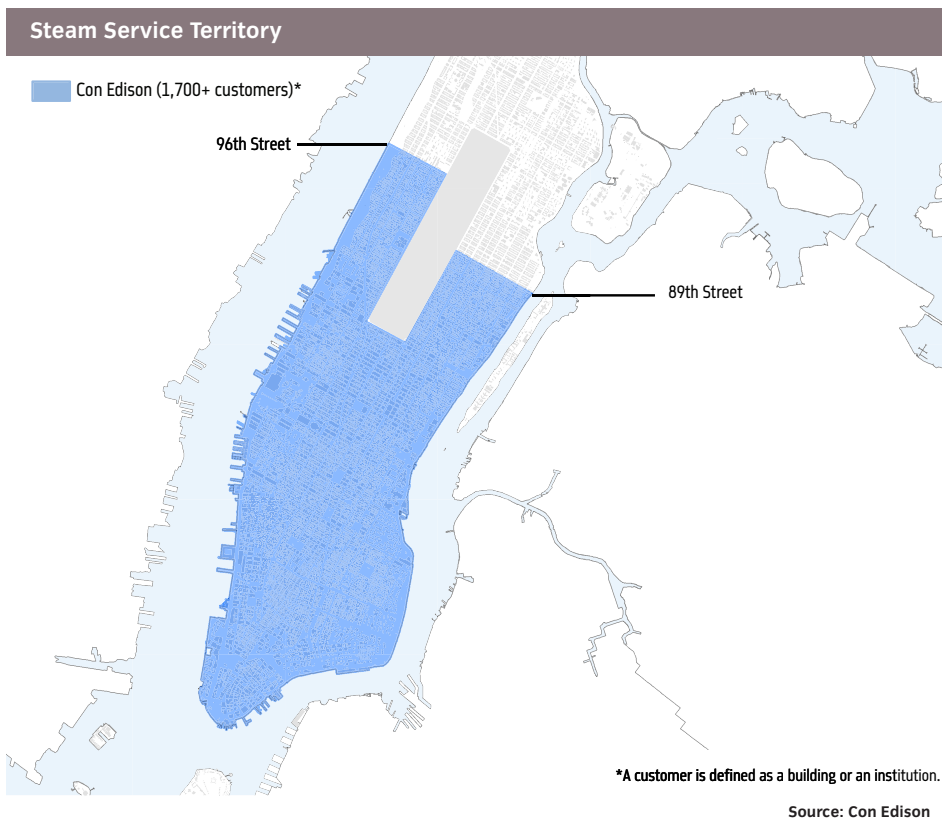 Steam Service Territory
Con Edison (1,700+ customers)*
96th Street
89th Street
*A customer is defined as a building or an institution.
Source: Con Edison